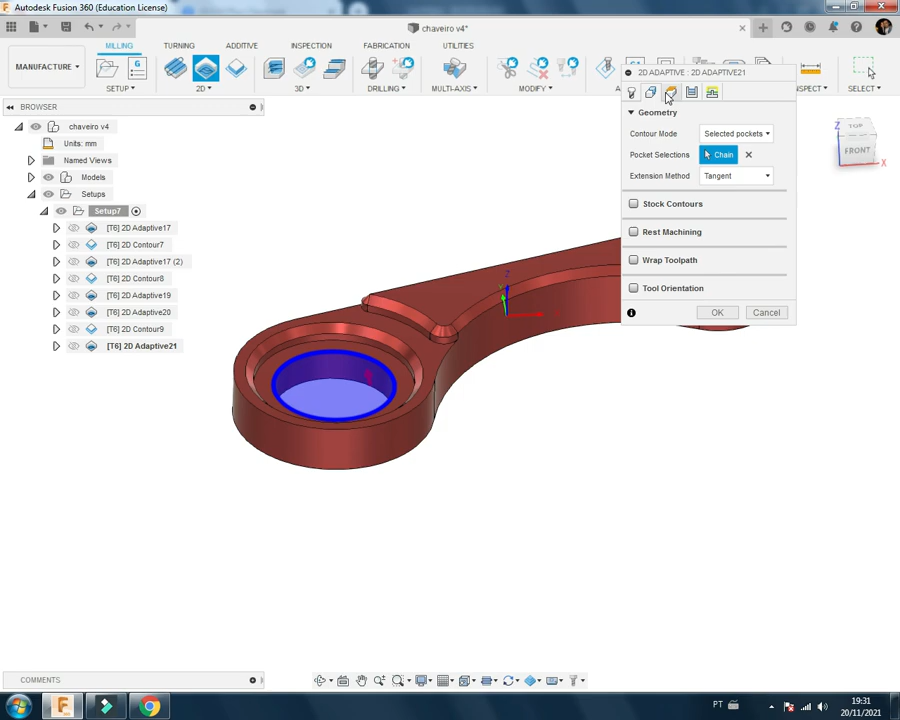 Autodesk Fusion 360 (Education License)
chaveiro v4*
MILLING TURNING ADDITIVE INSPECTION FABRICATION UTILITIES
MANUFACTURE
G
SETUP 2D 3D DRILLING MULTI-AXIS MODIFY INSPECT SELECT
BROWSER
chaveiro v4
Units: mm
Named Views
Models
Setups
Setup7
[T6] 2D Adaptive17
[T6] 2D Contour7
[T6] 2D Adaptive17 (2)
[T6] 2D Contour8
[T6] 2D Adaptive19
[T6] 2D Adaptive20
[T6] 2D Contour9
[T6] 2D Adaptive21
2D ADAPTIVE : 2D ADAPTIVE21
Geometry
Contour Mode Selected pockets
Pocket Selections Chain
Extension Method Tangent
Stock Contours
Rest Machining
Wrap Toolpath
Tool Orientation
OK Cancel
Z TOP
FRONT
X
Z
Y
COMMENTS
PT
19:31
20/11/2021